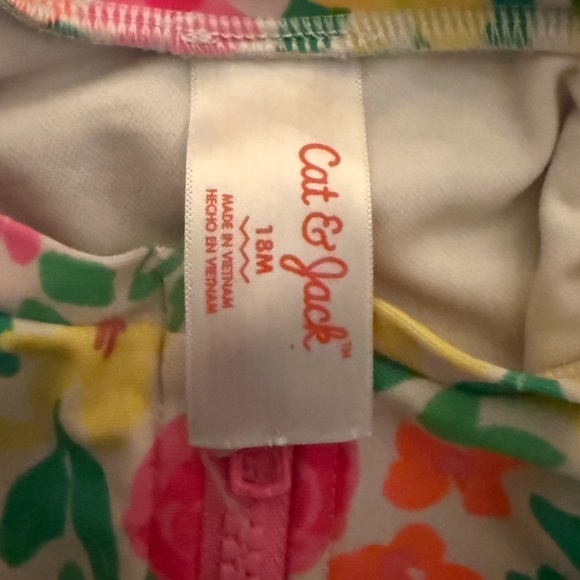 Cat & Jack™
18M
MADE IN VIETNAM
HECHO EN VIETNAM